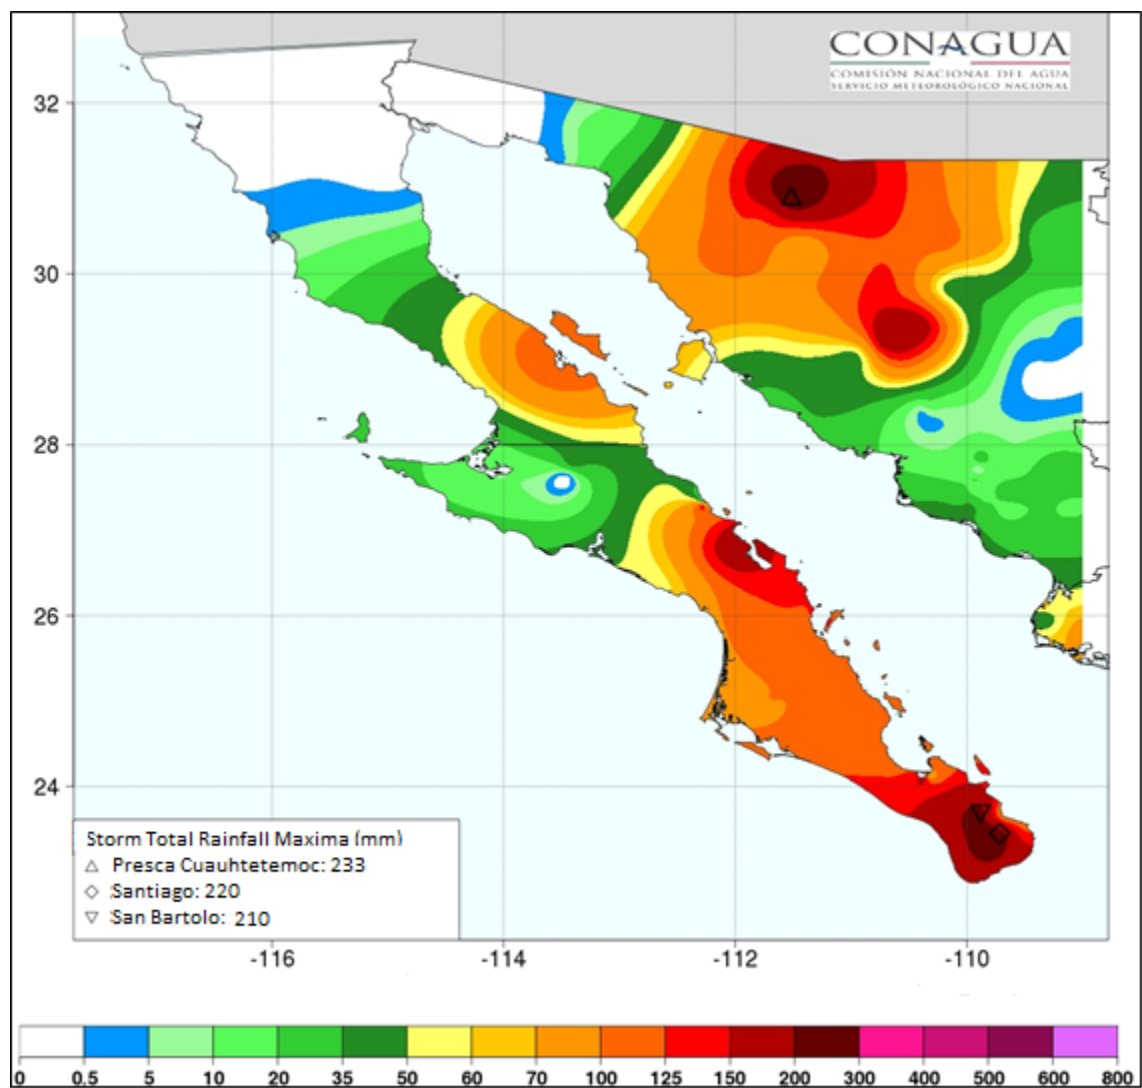 CONAGUA
COMISIÓN NACIONAL DEL AGUA
SERVICIO METEOROLÓGICO NACIONAL
32
30
28
26
24
Storm Total Rainfall Maxima (mm)
Presca Cuauhtetemoc: 233
Santiago: 220
San Bartolo: 210
-116 -114 -112 -110
0 0.5 5 10 20 35 50 60 70 100 125 150 200 300 400 500 600 800